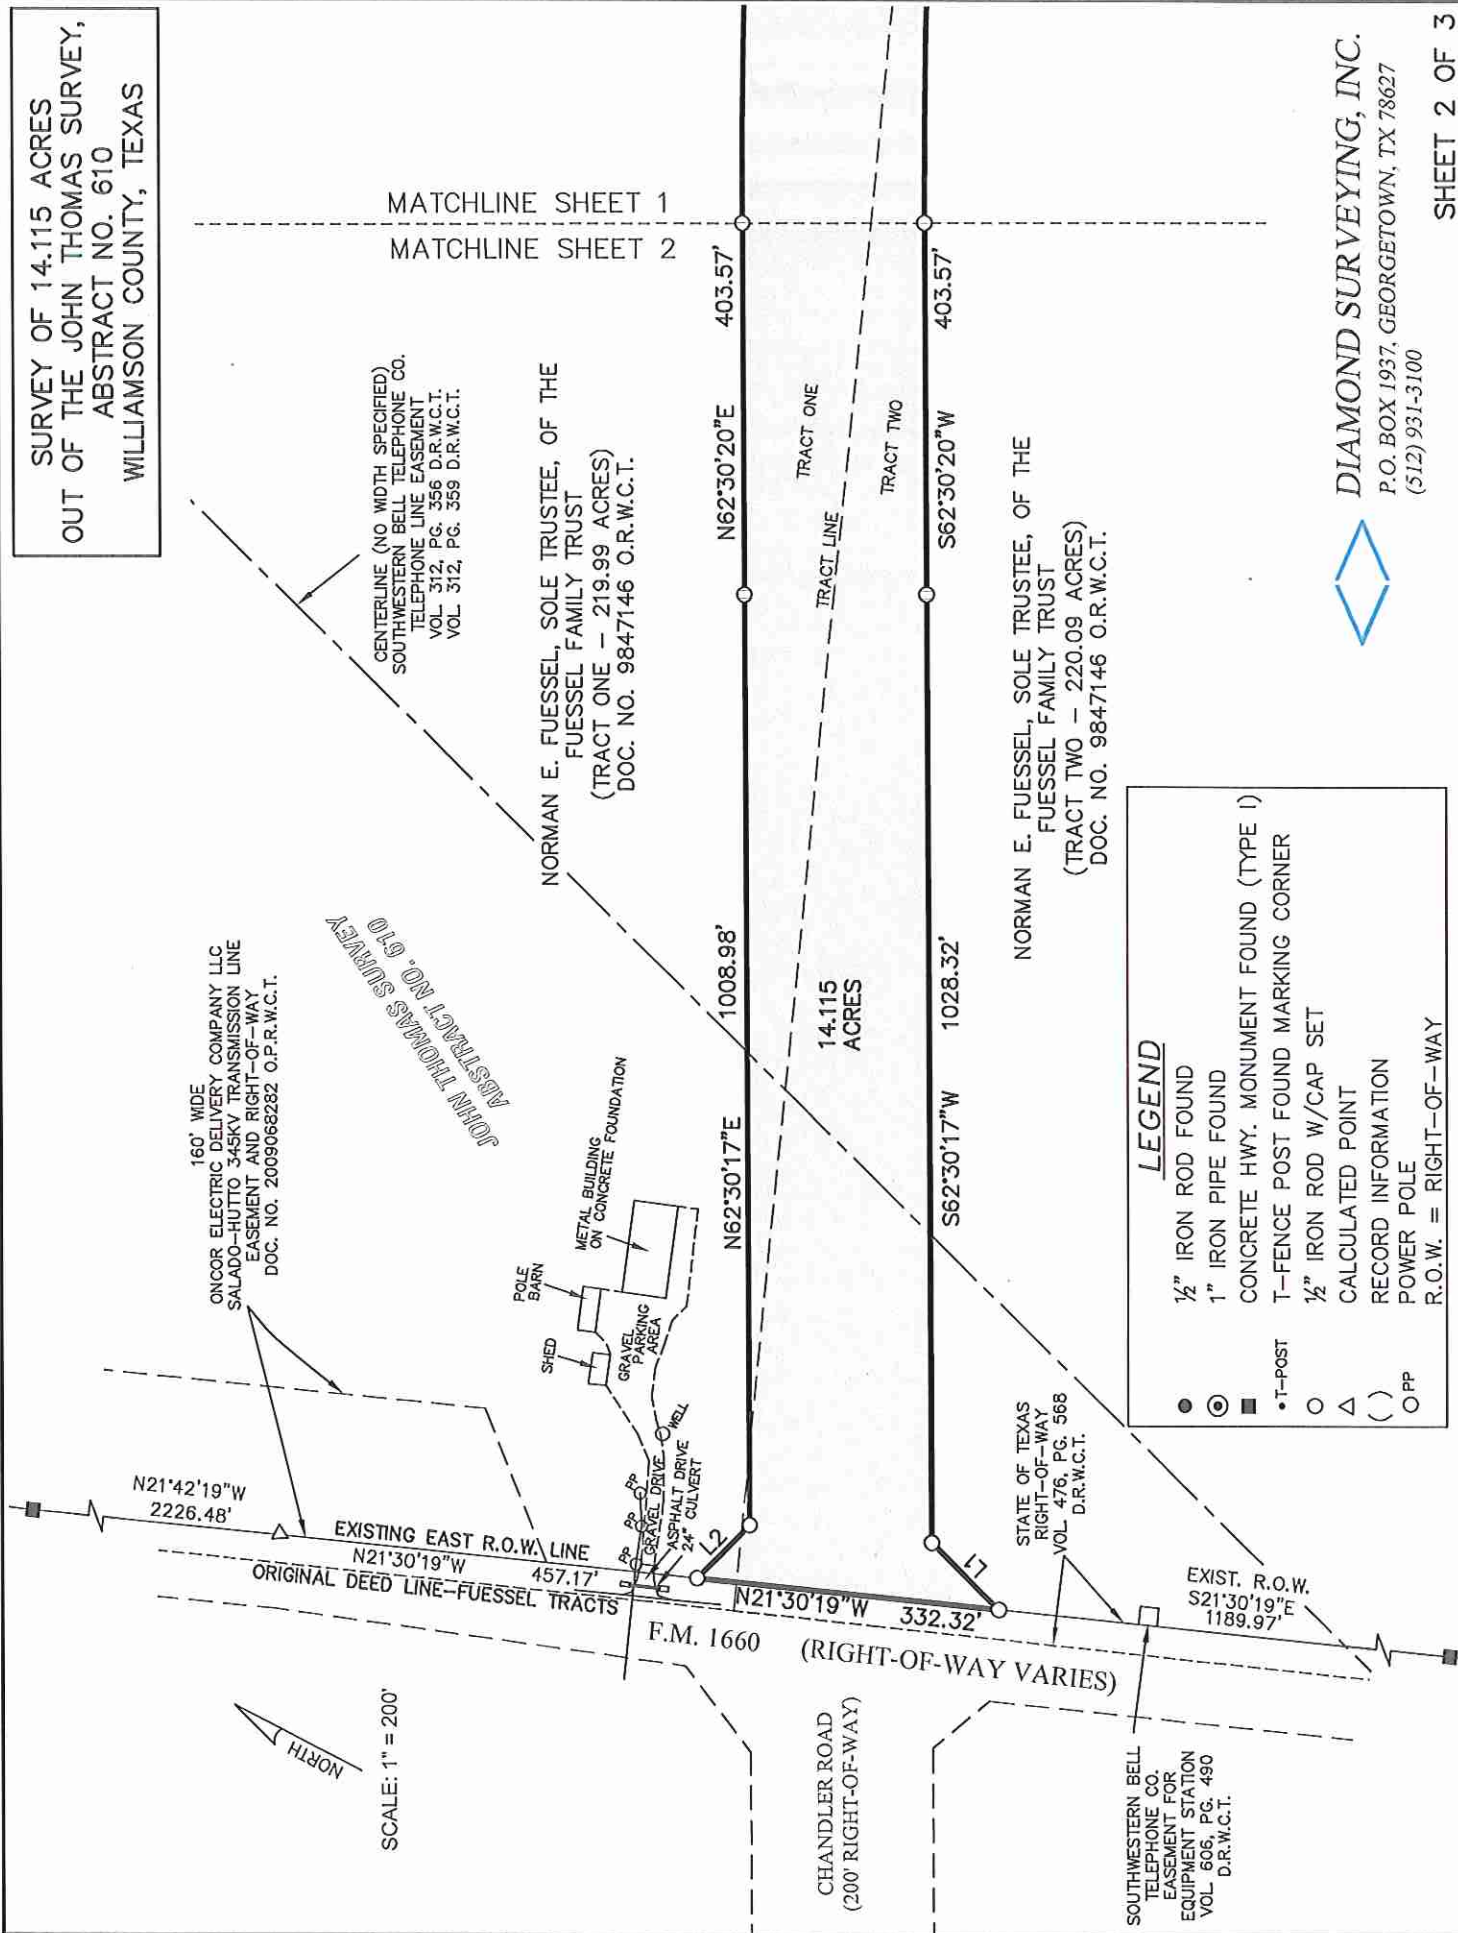 SURVEY OF 14.115 ACRES
OUT OF THE JOHN THOMAS SURVEY,
ABSTRACT NO. 610
WILLIAMSON COUNTY, TEXAS
MATCHLINE SHEET 1
MATCHLINE SHEET 2
CENTERLINE (NO WIDTH SPECIFIED)
SOUTHWESTERN BELL TELEPHONE CO.
TELEPHONE LINE EASEMENT
VOL. 312, PG. 356 D.R.W.C.T.
VOL. 312, PG. 359 D.R.W.C.T.
NORMAN E. FUESSEL, SOLE TRUSTEE, OF THE
FUESSEL FAMILY TRUST
(TRACT ONE – 219.99 ACRES)
DOC. NO. 9847146 O.R.W.C.T.
160' WIDE
ONCOR ELECTRIC DELIVERY COMPANY LLC
SALADO-HUTTO 345KV TRANSMISSION LINE
EASEMENT AND RIGHT-OF-WAY
DOC. NO. 2009068282 O.P.R.W.C.T.
JOHN THOMAS SURVEY
ABSTRACT NO. 610
METAL BUILDING
ON CONCRETE FOUNDATION
POLE
BARN
SHED
GRAVEL
PARKING
AREA
WELL
PP
PP
PP
GRAVEL DRIVE
ASPHALT DRIVE
24" CULVERT
N21°42'19"W
2226.48'
EXISTING EAST R.O.W. LINE
N21°30'19"W 457.17'
ORIGINAL DEED LINE-FUESSEL TRACTS
N62°30'20"E 403.57'
N62°30'17"E 1008.98'
TRACT ONE
TRACT LINE
TRACT TWO
14.115
ACRES
S62°30'20"W 403.57'
S62°30'17"W 1028.32'
L2
L1
N21°30'19"W 332.32'
F.M. 1660 (RIGHT-OF-WAY VARIES)
NORTH
SCALE: 1" = 200'
CHANDLER ROAD
(200' RIGHT-OF-WAY)
NORMAN E. FUESSEL, SOLE TRUSTEE, OF THE
FUESSEL FAMILY TRUST
(TRACT TWO – 220.09 ACRES)
DOC. NO. 9847146 O.R.W.C.T.
STATE OF TEXAS
RIGHT-OF-WAY
VOL. 476, PG. 568
D.R.W.C.T.
EXIST. R.O.W.
S21°30'19"E
1189.97'
SOUTHWESTERN BELL
TELEPHONE CO.
EASEMENT FOR
EQUIPMENT STATION
VOL. 606, PG. 490
D.R.W.C.T.
LEGEND
½" IRON ROD FOUND
1" IRON PIPE FOUND
CONCRETE HWY. MONUMENT FOUND (TYPE I)
T-POST T-FENCE POST FOUND MARKING CORNER
½" IRON ROD W/CAP SET
CALCULATED POINT
( ) RECORD INFORMATION
PP POWER POLE
R.O.W. = RIGHT-OF-WAY
DIAMOND SURVEYING, INC.
P.O. BOX 1937, GEORGETOWN, TX 78627
(512) 931-3100
SHEET 2 OF 3